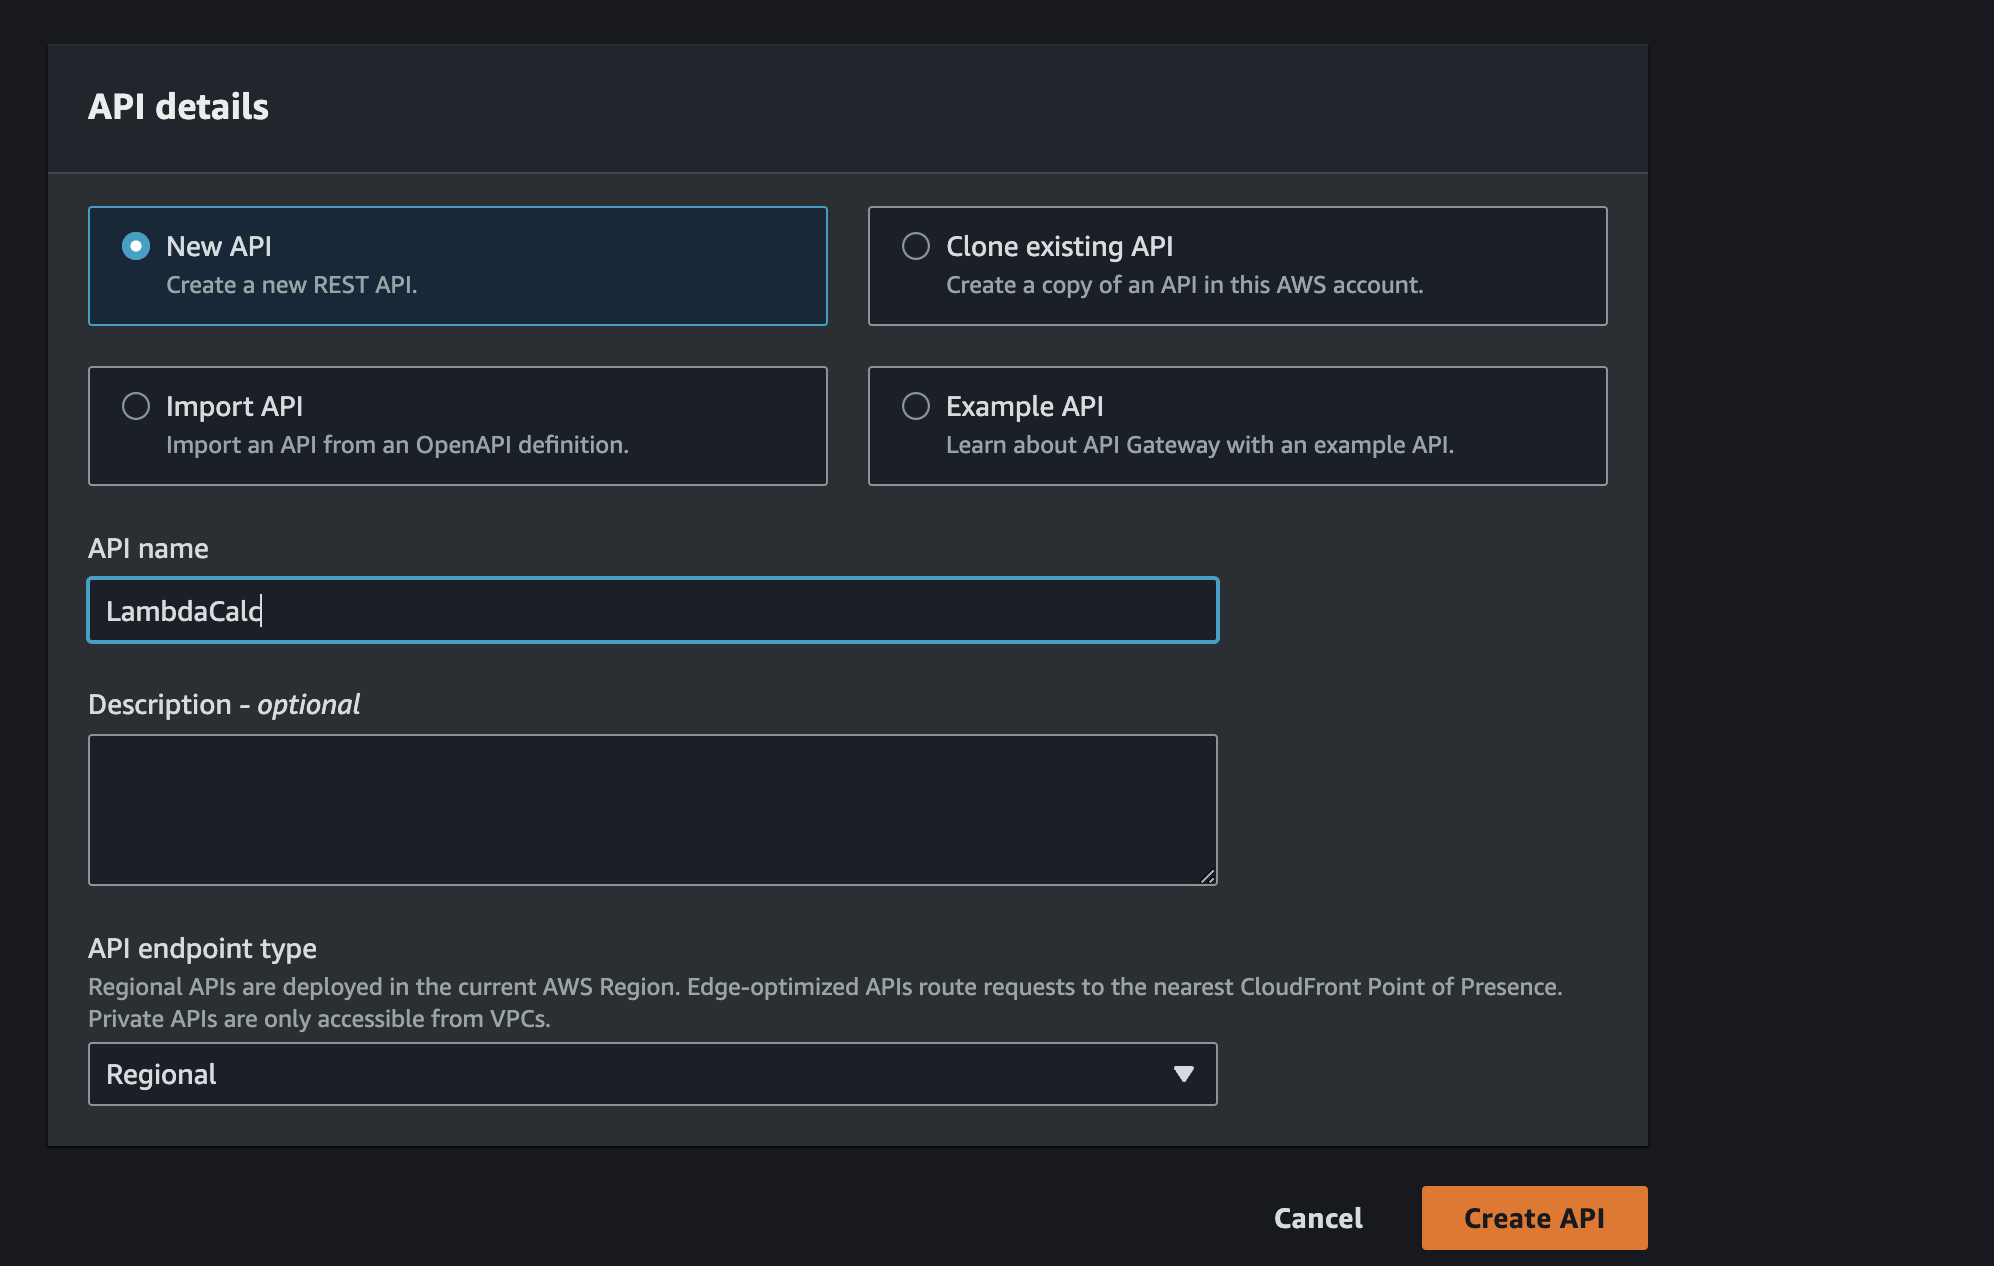 API details
New API
Create a new REST API.
Clone existing API
Create a copy of an API in this AWS account.
Import API
Import an API from an OpenAPI definition.
Example API
Learn about API Gateway with an example API.
API name
LambdaCalc
Description - optional
API endpoint type
Regional APIs are deployed in the current AWS Region. Edge-optimized APIs route requests to the nearest CloudFront Point of Presence.
Private APIs are only accessible from VPCs.
Regional
Cancel
Create API